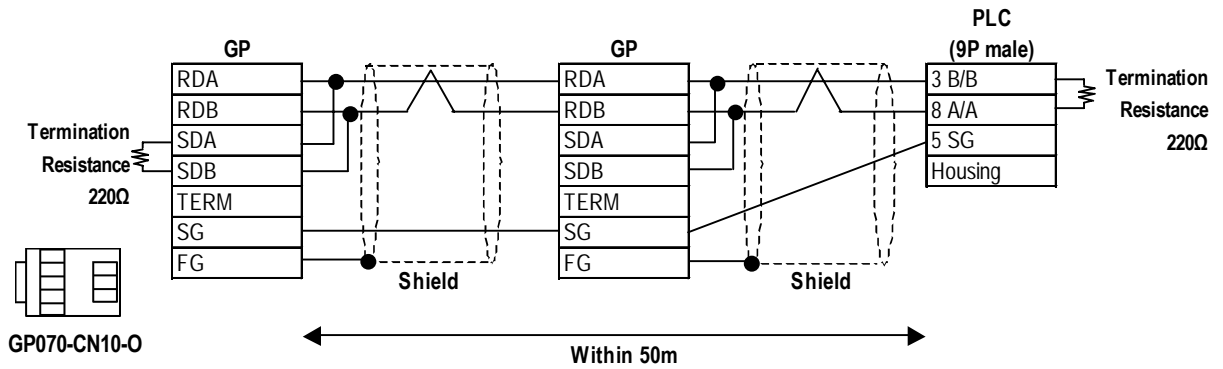 GP
RDA
RDB
SDA
SDB
TERM
SG
FG
Termination
Resistance
220Ω
GP070-CN10-O
Shield
GP
RDA
RDB
SDA
SDB
TERM
SG
FG
Shield
PLC
(9P male)
3 B/B
8 A/A
5 SG
Housing
Termination
Resistance
220Ω
Within 50m